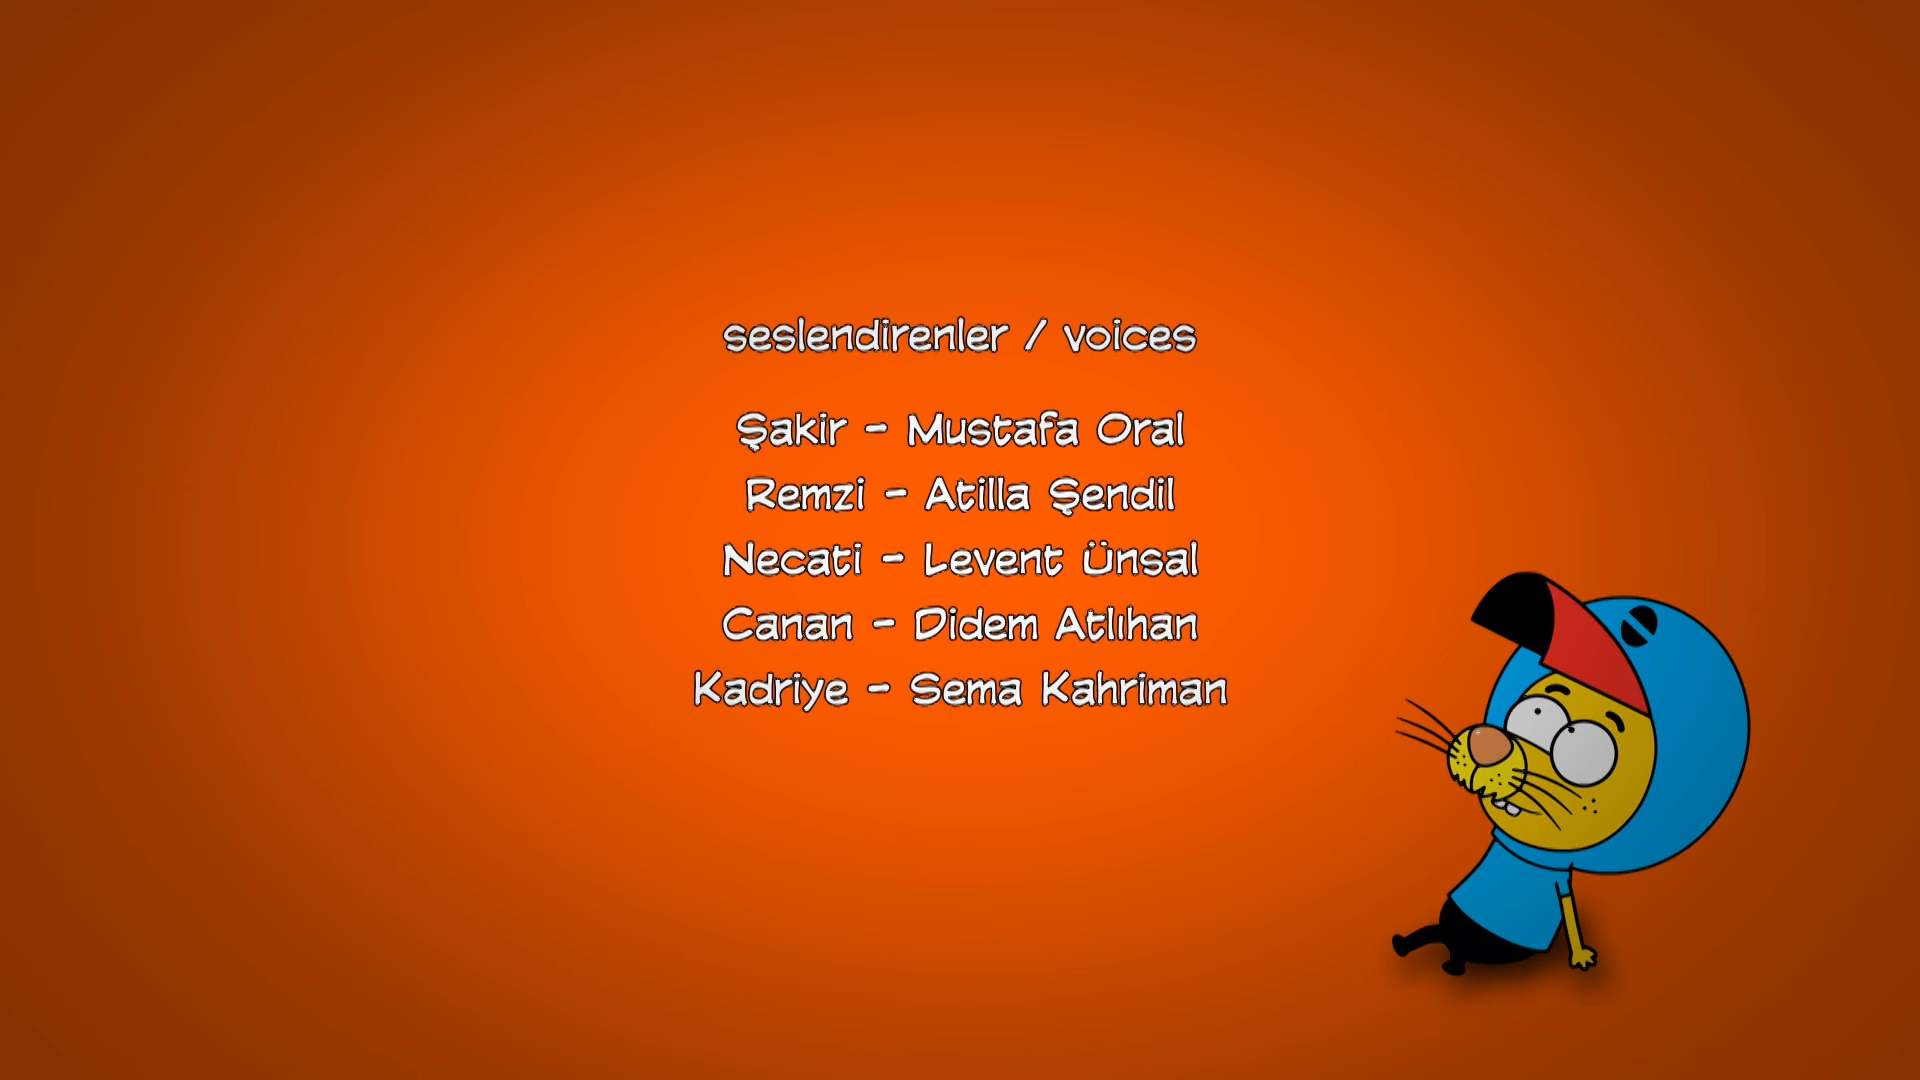 seslendirenler / voices
Şakir - Mustafa Oral
Remzi - Atilla Şendil
Necati - Levent Ünsal
Canan - Didem Atlıhan
Kadriye - Sema Kahriman